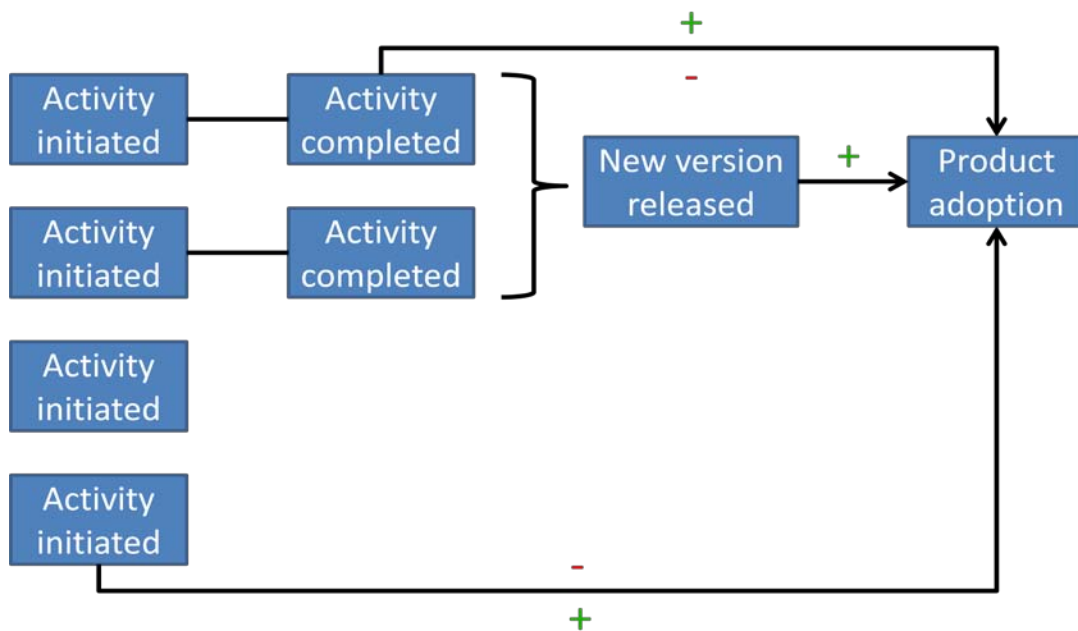 +
-
Activity
initiated
Activity
completed
New version
released
+
Product
adoption
Activity
initiated
Activity
completed
Activity
initiated
Activity
initiated
-
+